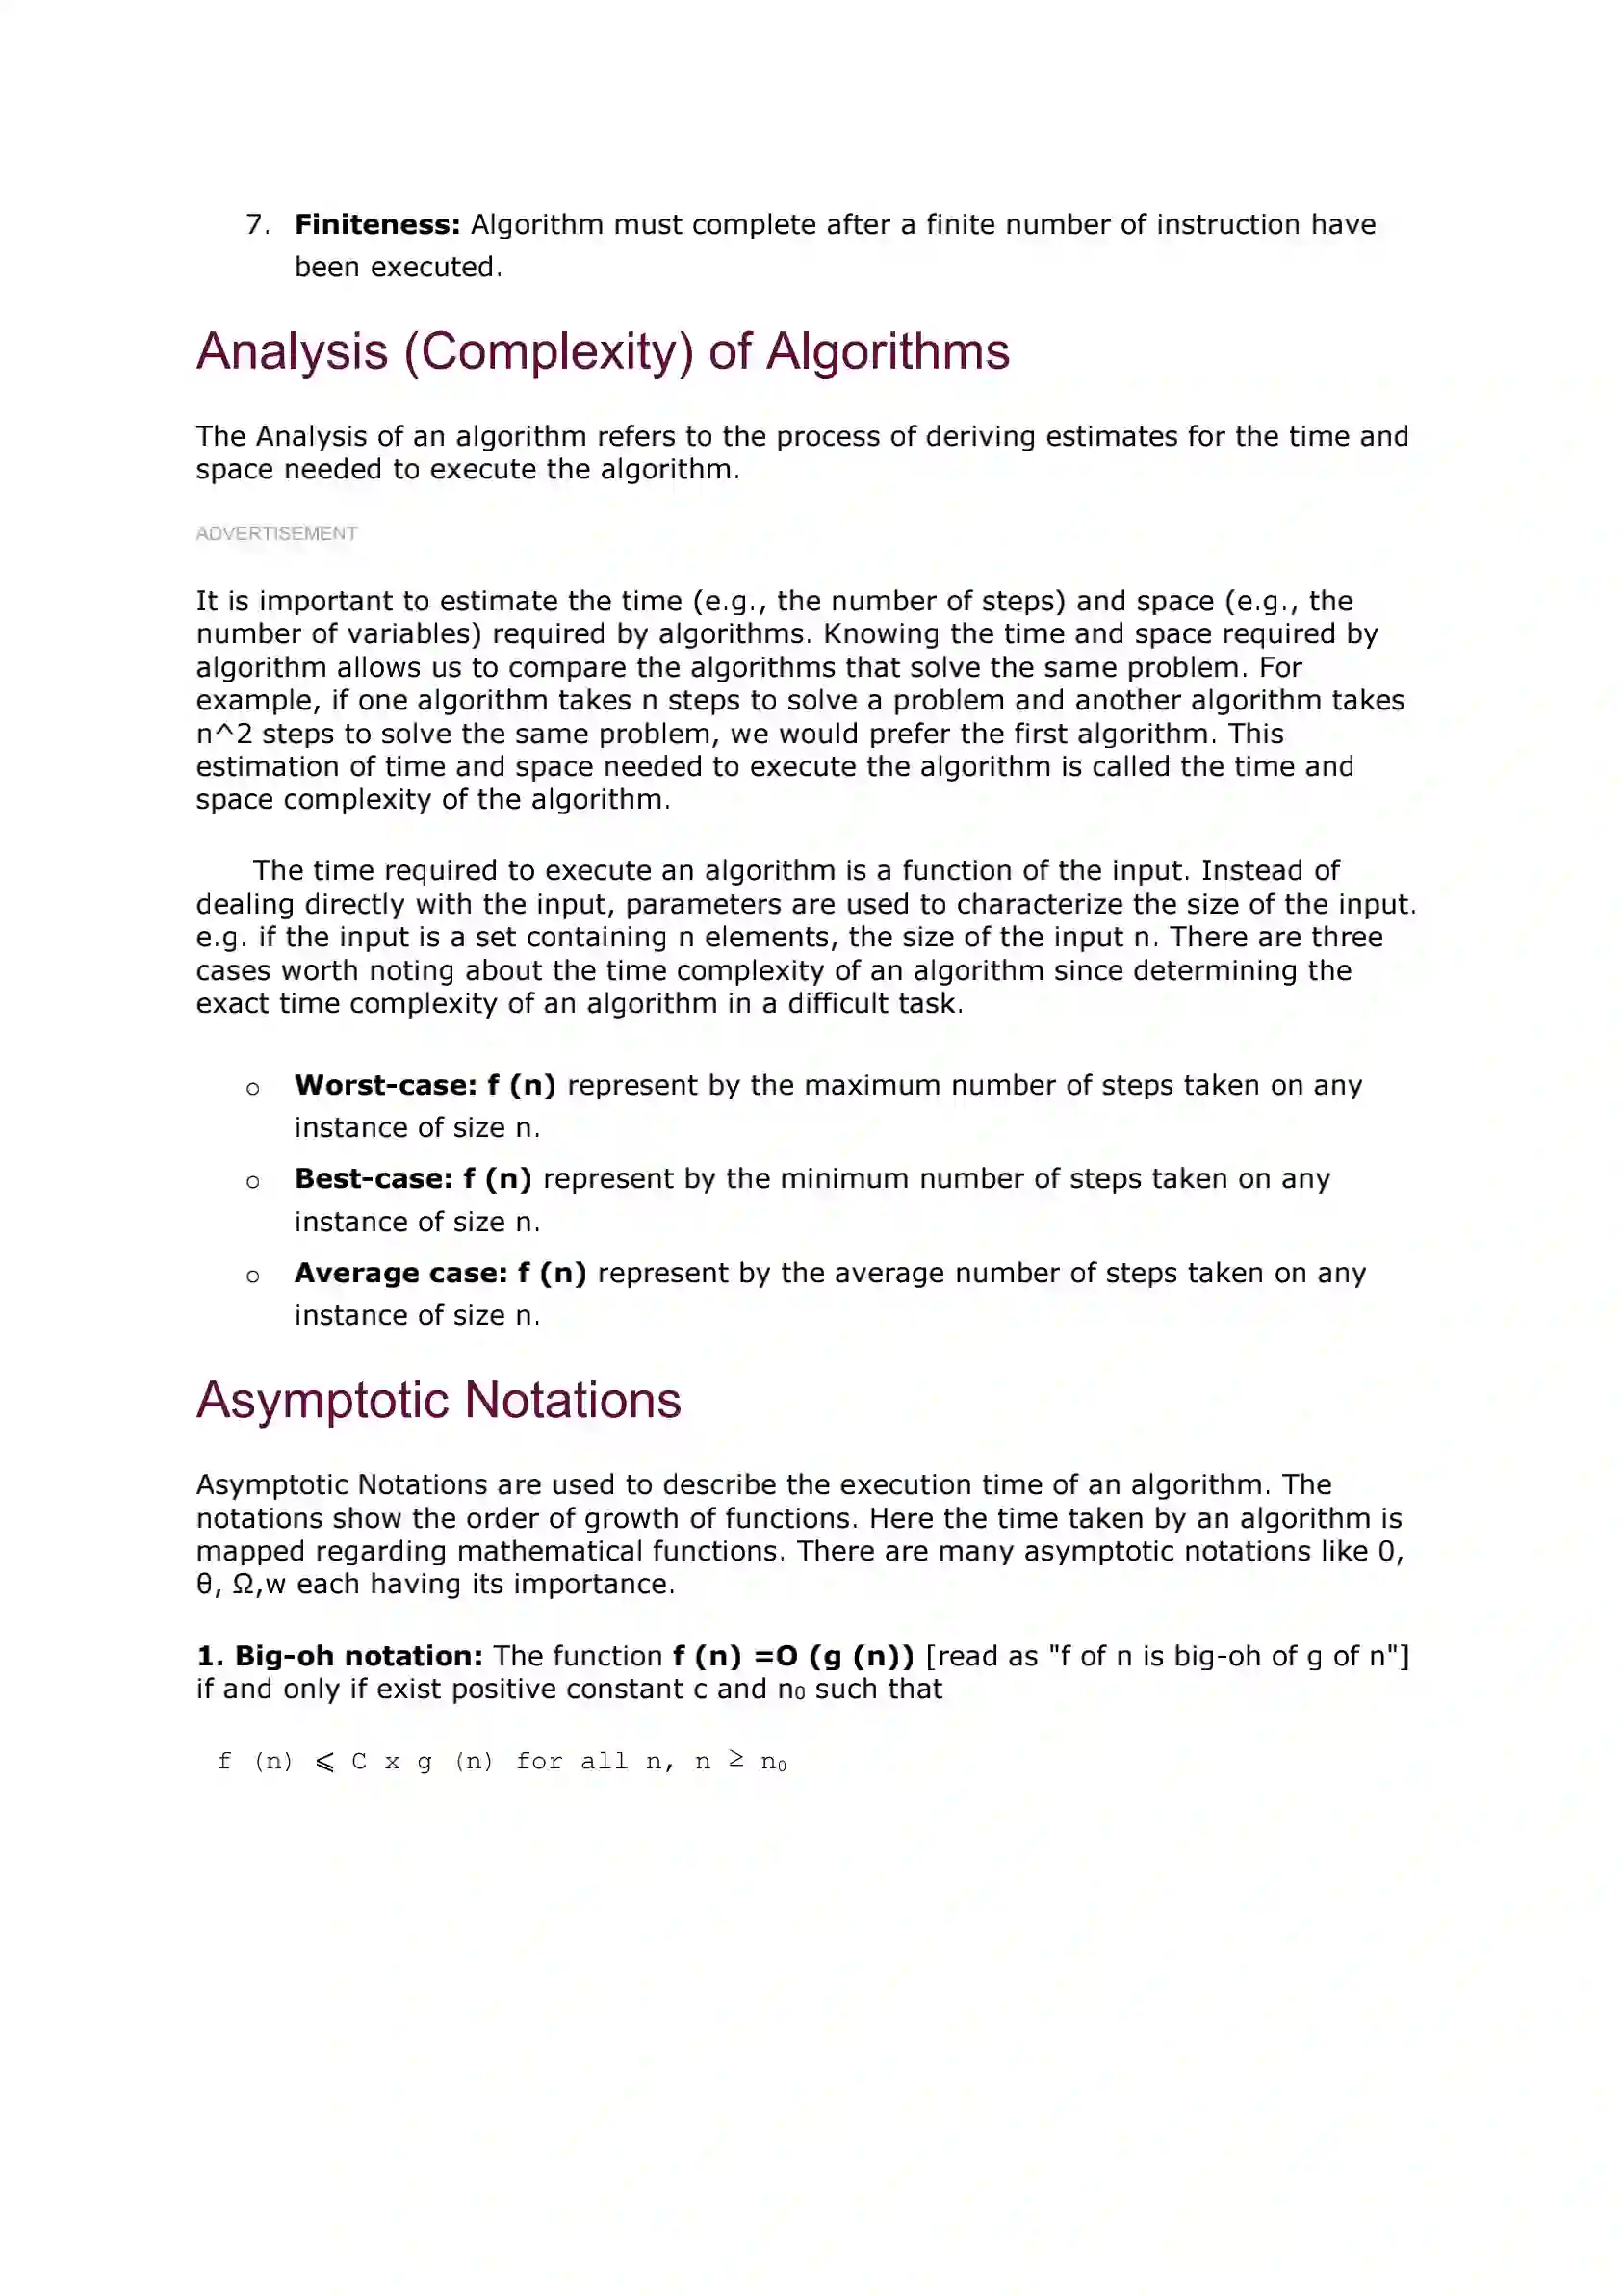 7. Finiteness: Algorithm must complete after a finite number of instruction have
been executed.
Analysis (Complexity) of Algorithms
The Analysis of an algorithm refers to the process of deriving estimates for the time and
space needed to execute the algorithm.
ADVERTISEMENT
It is important to estimate the time (e.g., the number of steps) and space (e.g., the
number of variables) required by algorithms. Knowing the time and space required by
algorithm allows us to compare the algorithms that solve the same problem. For
example, if one algorithm takes n steps to solve a problem and another algorithm takes
n^2 steps to solve the same problem, we would prefer the first algorithm. This
estimation of time and space needed to execute the algorithm is called the time and
space complexity of the algorithm.
The time required to execute an algorithm is a function of the input. Instead of
dealing directly with the input, parameters are used to characterize the size of the input.
e.g. if the input is a set containing n elements, the size of the input n. There are three
cases worth noting about the time complexity of an algorithm since determining the
exact time complexity of an algorithm in a difficult task.
o Worst-case: f (n) represent by the maximum number of steps taken on any
instance of size n.
o Best-case: f (n) represent by the minimum number of steps taken on any
instance of size n.
o Average case: f (n) represent by the average number of steps taken on any
instance of size n.
Asymptotic Notations
Asymptotic Notations are used to describe the execution time of an algorithm. The
notations show the order of growth of functions. Here the time taken by an algorithm is
mapped regarding mathematical functions. There are many asymptotic notations like 0,
θ, Ω,w each having its importance.
1. Big-oh notation: The function f (n) =O (g (n)) [read as "f of n is big-oh of g of n"]
if and only if exist positive constant c and n₀ such that
f (n) ⩽ C x g (n) for all n, n ≥ n₀